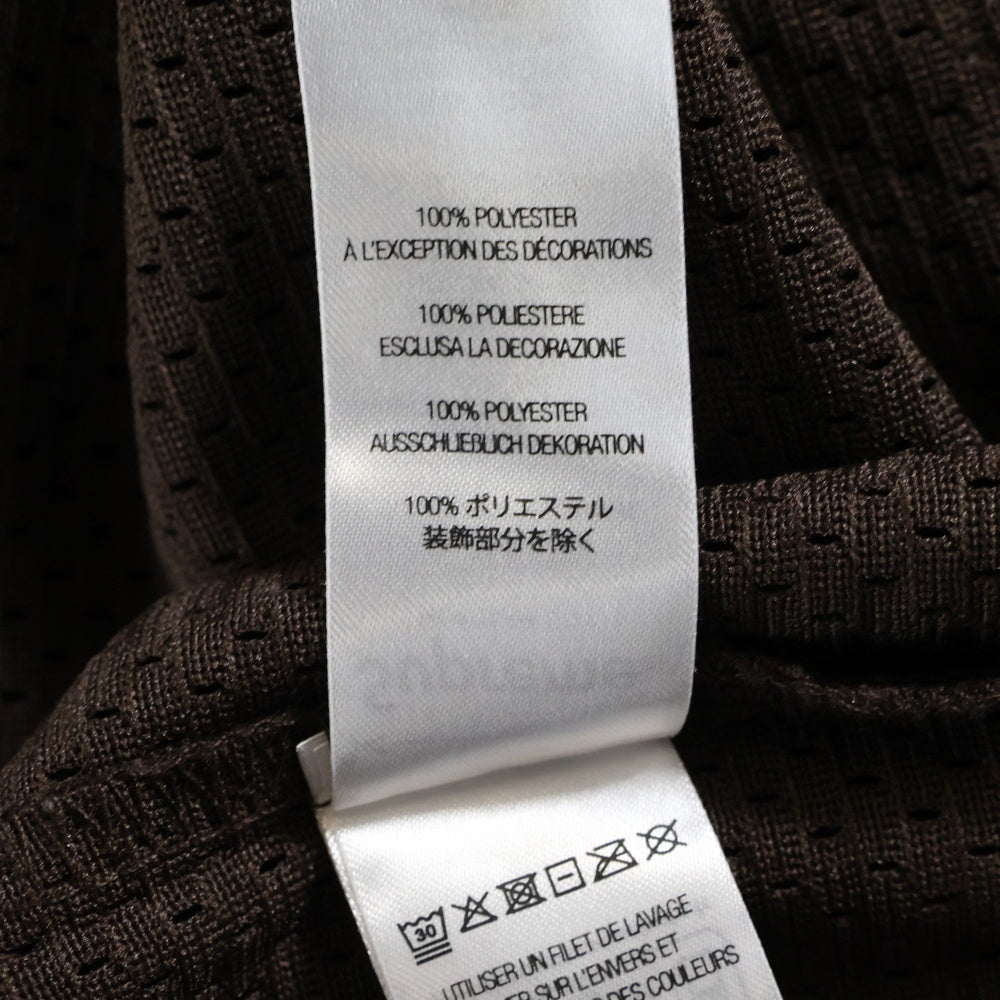 100% POLYESTER
À L'EXCEPTION DES DÉCORATIONS
100% POLIESTERE
ESCLUSA LA DECORAZIONE
100% POLYESTER
AUSSCHLIEßLICH DEKORATION
100% ポリエステル
装飾部分を除く
30
UTILISER UN FILET DE LAVAGE
SUR L'ENVERS ET
DES COULEURS